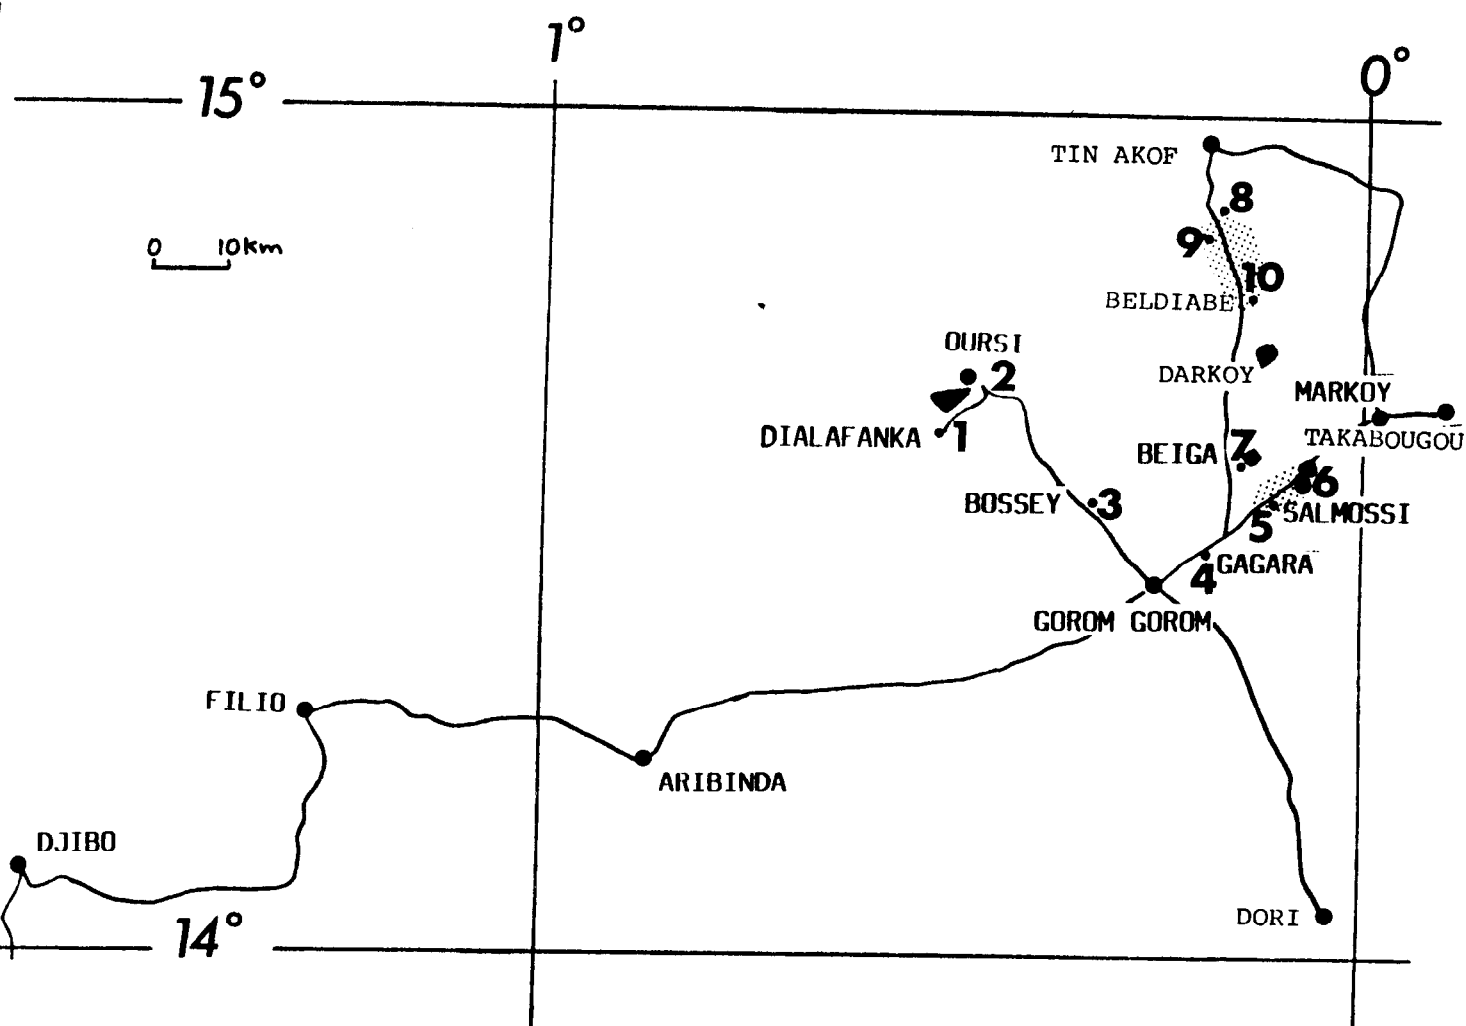 1°
0°
15°
TIN AKOF
8
9
0 10km
10
BELDIABE
OURSI
2
DARKOY
MARKOY
DIALAFANKA 1
TAKABOUGOU
BEIGA 7
BOSSEY 3
6
5 SALMOSSI
4 GAGARA
GOROM GOROM
FILIO
ARIBINDA
DJIBO
14°
DORI